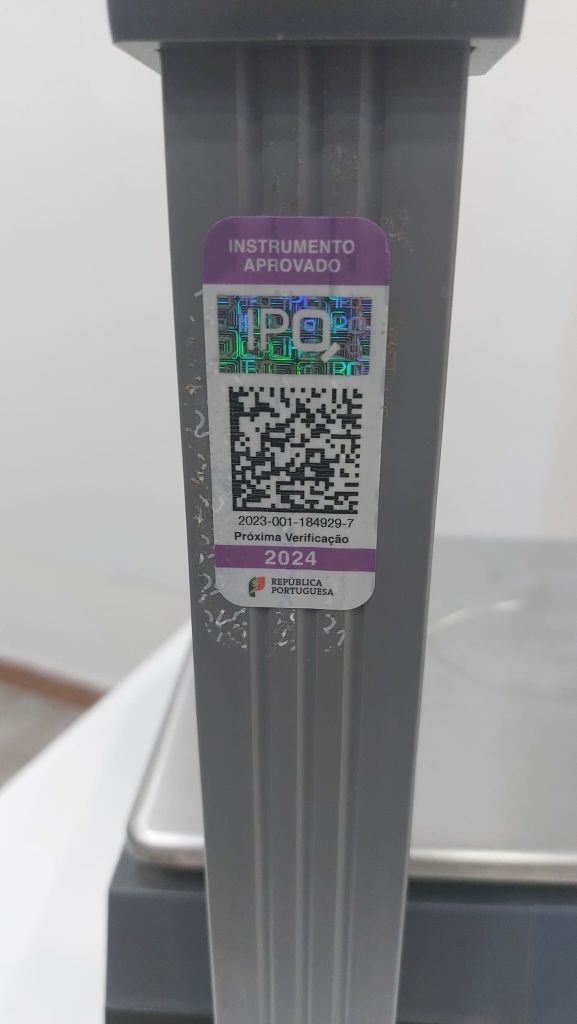 INSTRUMENTO
APROVADO
IPQ
2023-001-184929-7
Próxima Verificação
2024
REPÚBLICA
PORTUGUESA